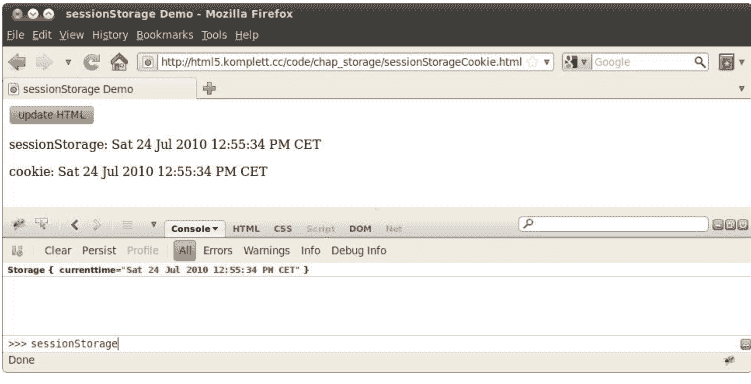 sessionStorage Demo - Mozilla Firefox
File Edit View History Bookmarks Tools Help
http://html5.komplett.cc/code/chap_storage/sessionStorageCookie.html Google
sessionStorage Demo
update HTML
sessionStorage: Sat 24 Jul 2010 12:55:34 PM CET
cookie: Sat 24 Jul 2010 12:55:34 PM CET
Console HTML CSS Script DOM Net
Clear Persist Profile All Errors Warnings Info Debug Info
Storage { currenttime="Sat 24 Jul 2010 12:55:34 PM CET" }
>>> sessionStorage
Done